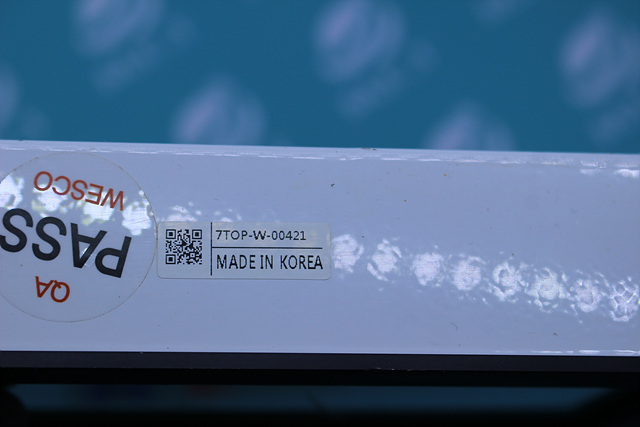 WESCO
PASS
QA
7TOP-W-00421
MADE IN KOREA